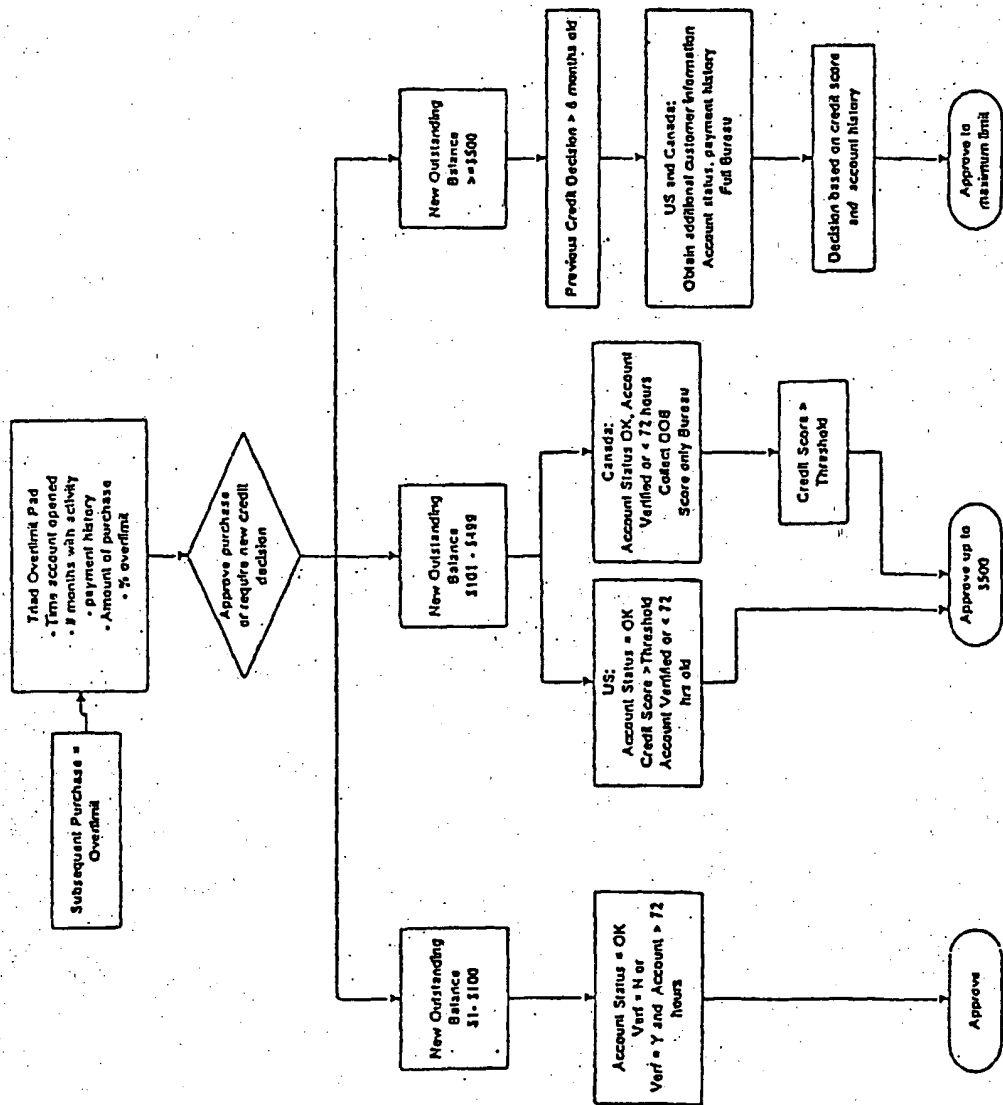 Subsequent Purchase =
Overlimit
Triad Overlimit Pad
• Time account opened
• # months with activity
• payment history
• Amount of purchase
• % overlimit
Approve purchase
or require new credit
decision
New Outstanding
Balance
$1 - $100
Account Status = OK
Verf = N or
Verf = Y and Account > 72
hours
Approve
New Outstanding
Balance
$101 - $499
US:
Account Status = OK
Credit Score > Threshold
Account Verified or < 72
hrs old
Canada:
Account Status OK, Account
Verified or < 72 hours
Collect DOB
Score only Bureau
Credit Score >
Threshold
Approve up to
$500
New Outstanding
Balance
>=$500
Previous Credit Decision > 6 months old
US and Canada:
Obtain additional customer information
Account status, payment history
Full Bureau
Decision based on credit score
and account history
Approve to
maximum limit